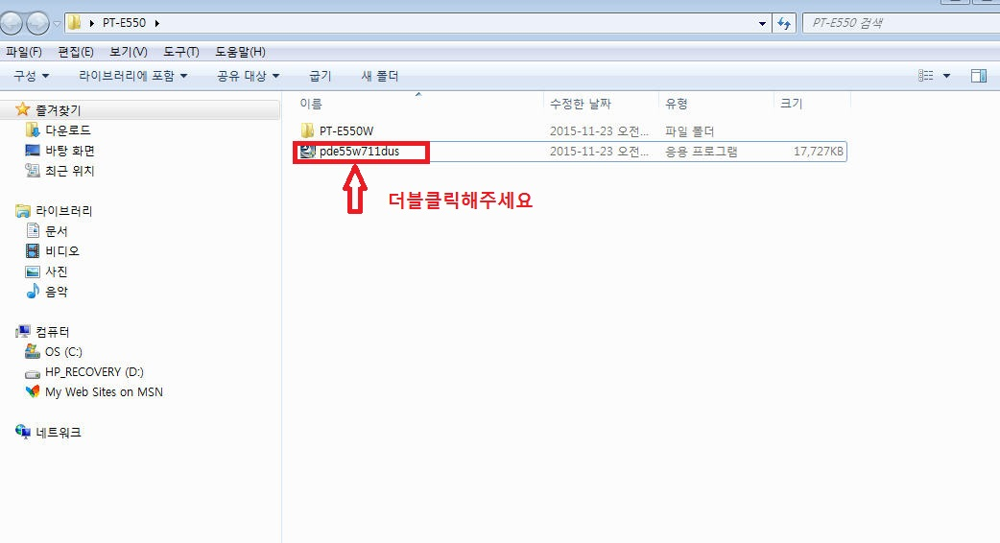 PT-E550
PT-E550 검색
파일(F) 편집(E) 보기(V) 도구(T) 도움말(H)
구성 라이브러리에 포함 공유 대상 굽기 새 폴더
즐겨찾기
다운로드
바탕 화면
최근 위치
라이브러리
문서
비디오
사진
음악
컴퓨터
OS (C:)
HP_RECOVERY (D:)
My Web Sites on MSN
네트워크
이름 수정한 날짜 유형 크기
PT-E550W 2015-11-23 오전... 파일 폴더
pde55w711dus 2015-11-23 오전... 응용 프로그램 17,727KB
더블클릭해주세요